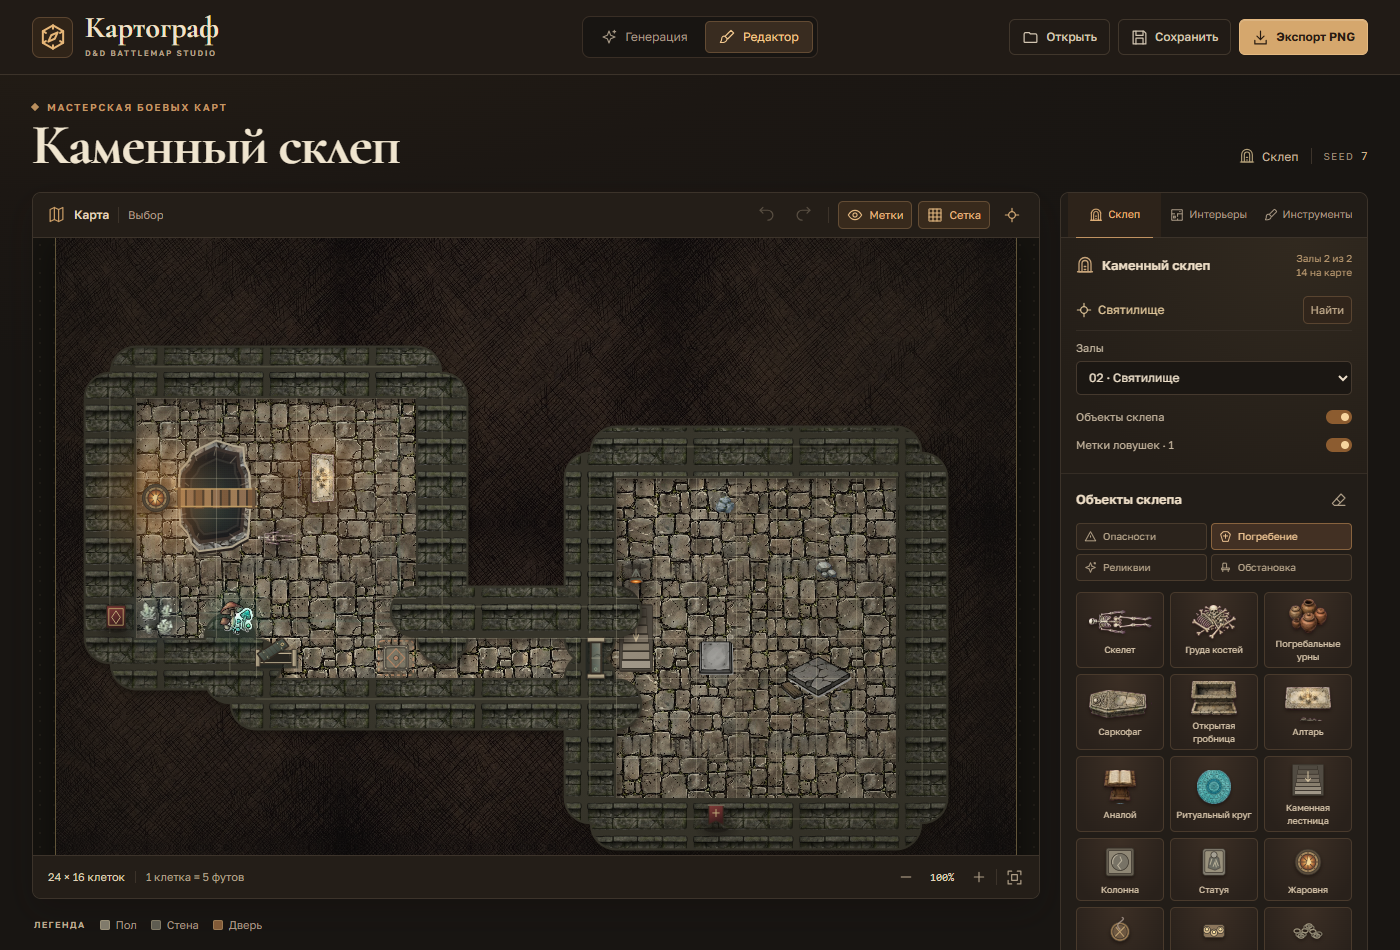 Картограф
D&D BATTLEMAP STUDIO
Генерация
Редактор
Открыть
Сохранить
Экспорт PNG
МАСТЕРСКАЯ БОЕВЫХ КАРТ
Каменный склеп
Склеп
SEED 7
Карта
Выбор
Метки
Сетка
Склеп
Интерьеры
Инструменты
Каменный склеп
Залы 2 из 2
14 на карте
Святилище
Найти
Залы
02 · Святилище
Объекты склепа
Метки ловушек · 1
Объекты склепа
Опасности
Погребение
Реликвии
Обстановка
Скелет
Груда костей
Погребальные
урны
Саркофаг
Открытая
гробница
Алтарь
Аналой
Ритуальный круг
Каменная
лестница
Колонна
Статуя
Жаровня
24 × 16 клеток
1 клетка = 5 футов
100%
ЛЕГЕНДА
Пол
Стена
Дверь